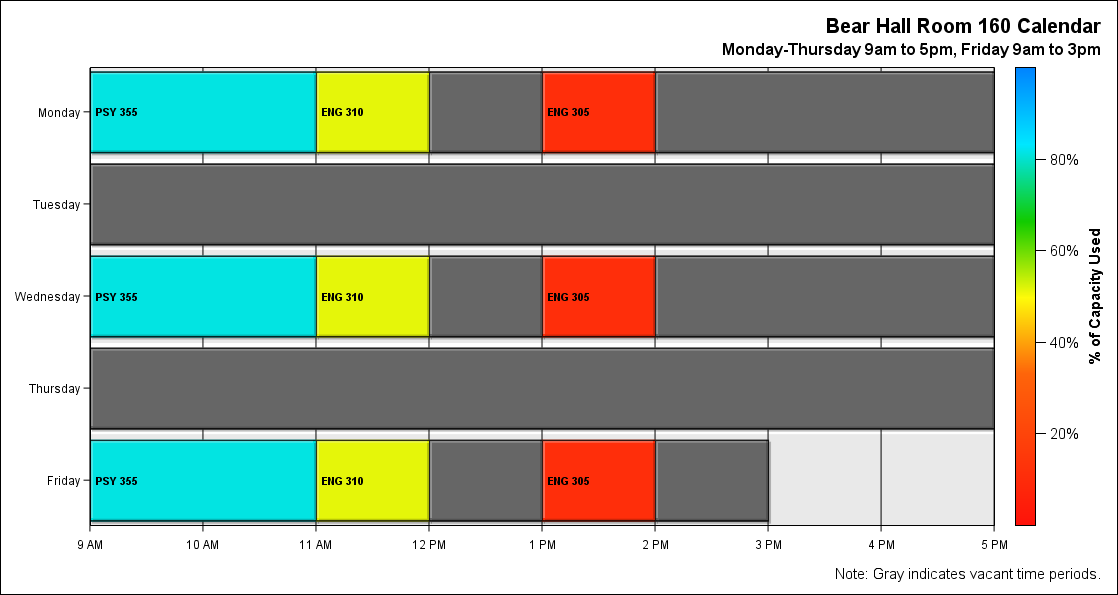 Bear Hall Room 160 Calendar
Monday-Thursday 9am to 5pm, Friday 9am to 3pm
Monday
PSY 355
ENG 310
ENG 305
Tuesday
Wednesday
PSY 355
ENG 310
ENG 305
Thursday
Friday
PSY 355
ENG 310
ENG 305
9 AM
10 AM
11 AM
12 PM
1 PM
2 PM
3 PM
4 PM
5 PM
80%
60%
40%
20%
% of Capacity Used
Note: Gray indicates vacant time periods.